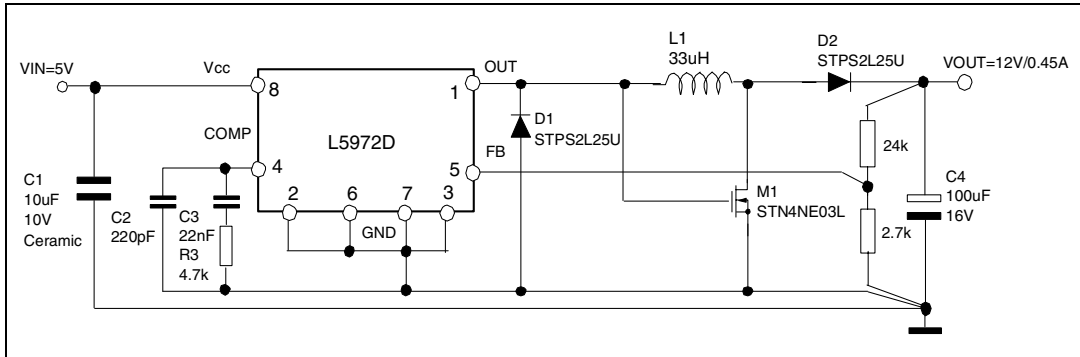 VIN=5V
Vcc
8
COMP
4
L5972D
1
OUT
5
FB
2
6
7
3
GND
C1
10uF
10V
Ceramic
C2
220pF
C3
22nF
R3
4.7k
D1
STPS2L25U
L1
33uH
M1
STN4NE03L
D2
STPS2L25U
VOUT=12V/0.45A
24k
2.7k
C4
100uF
16V